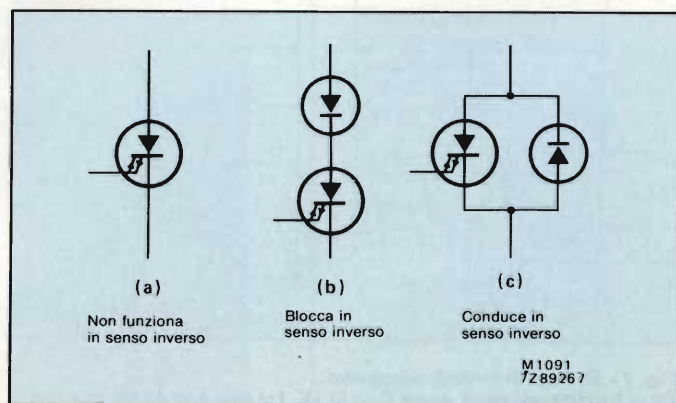 (a)
Non funziona
in senso inverso
(b)
Blocca in
senso inverso
(c)
Conduce in
senso inverso
M1091
7Z89267